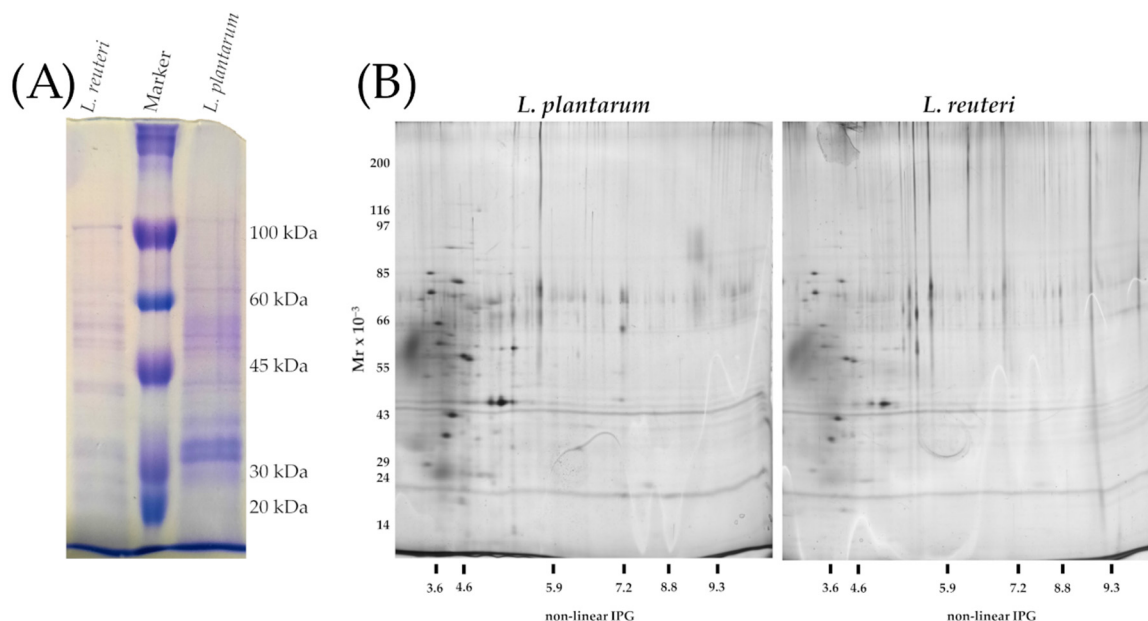 (A)
L. reuteri
Marker
L. plantarum
100 kDa
60 kDa
45 kDa
30 kDa
20 kDa
(B)
L. plantarum
L. reuteri
Mr x 10⁻³
200
116
97
85
66
55
43
29
24
14
3.6 4.6 5.9 7.2 8.8 9.3
non-linear IPG
3.6 4.6 5.9 7.2 8.8 9.3
non-linear IPG